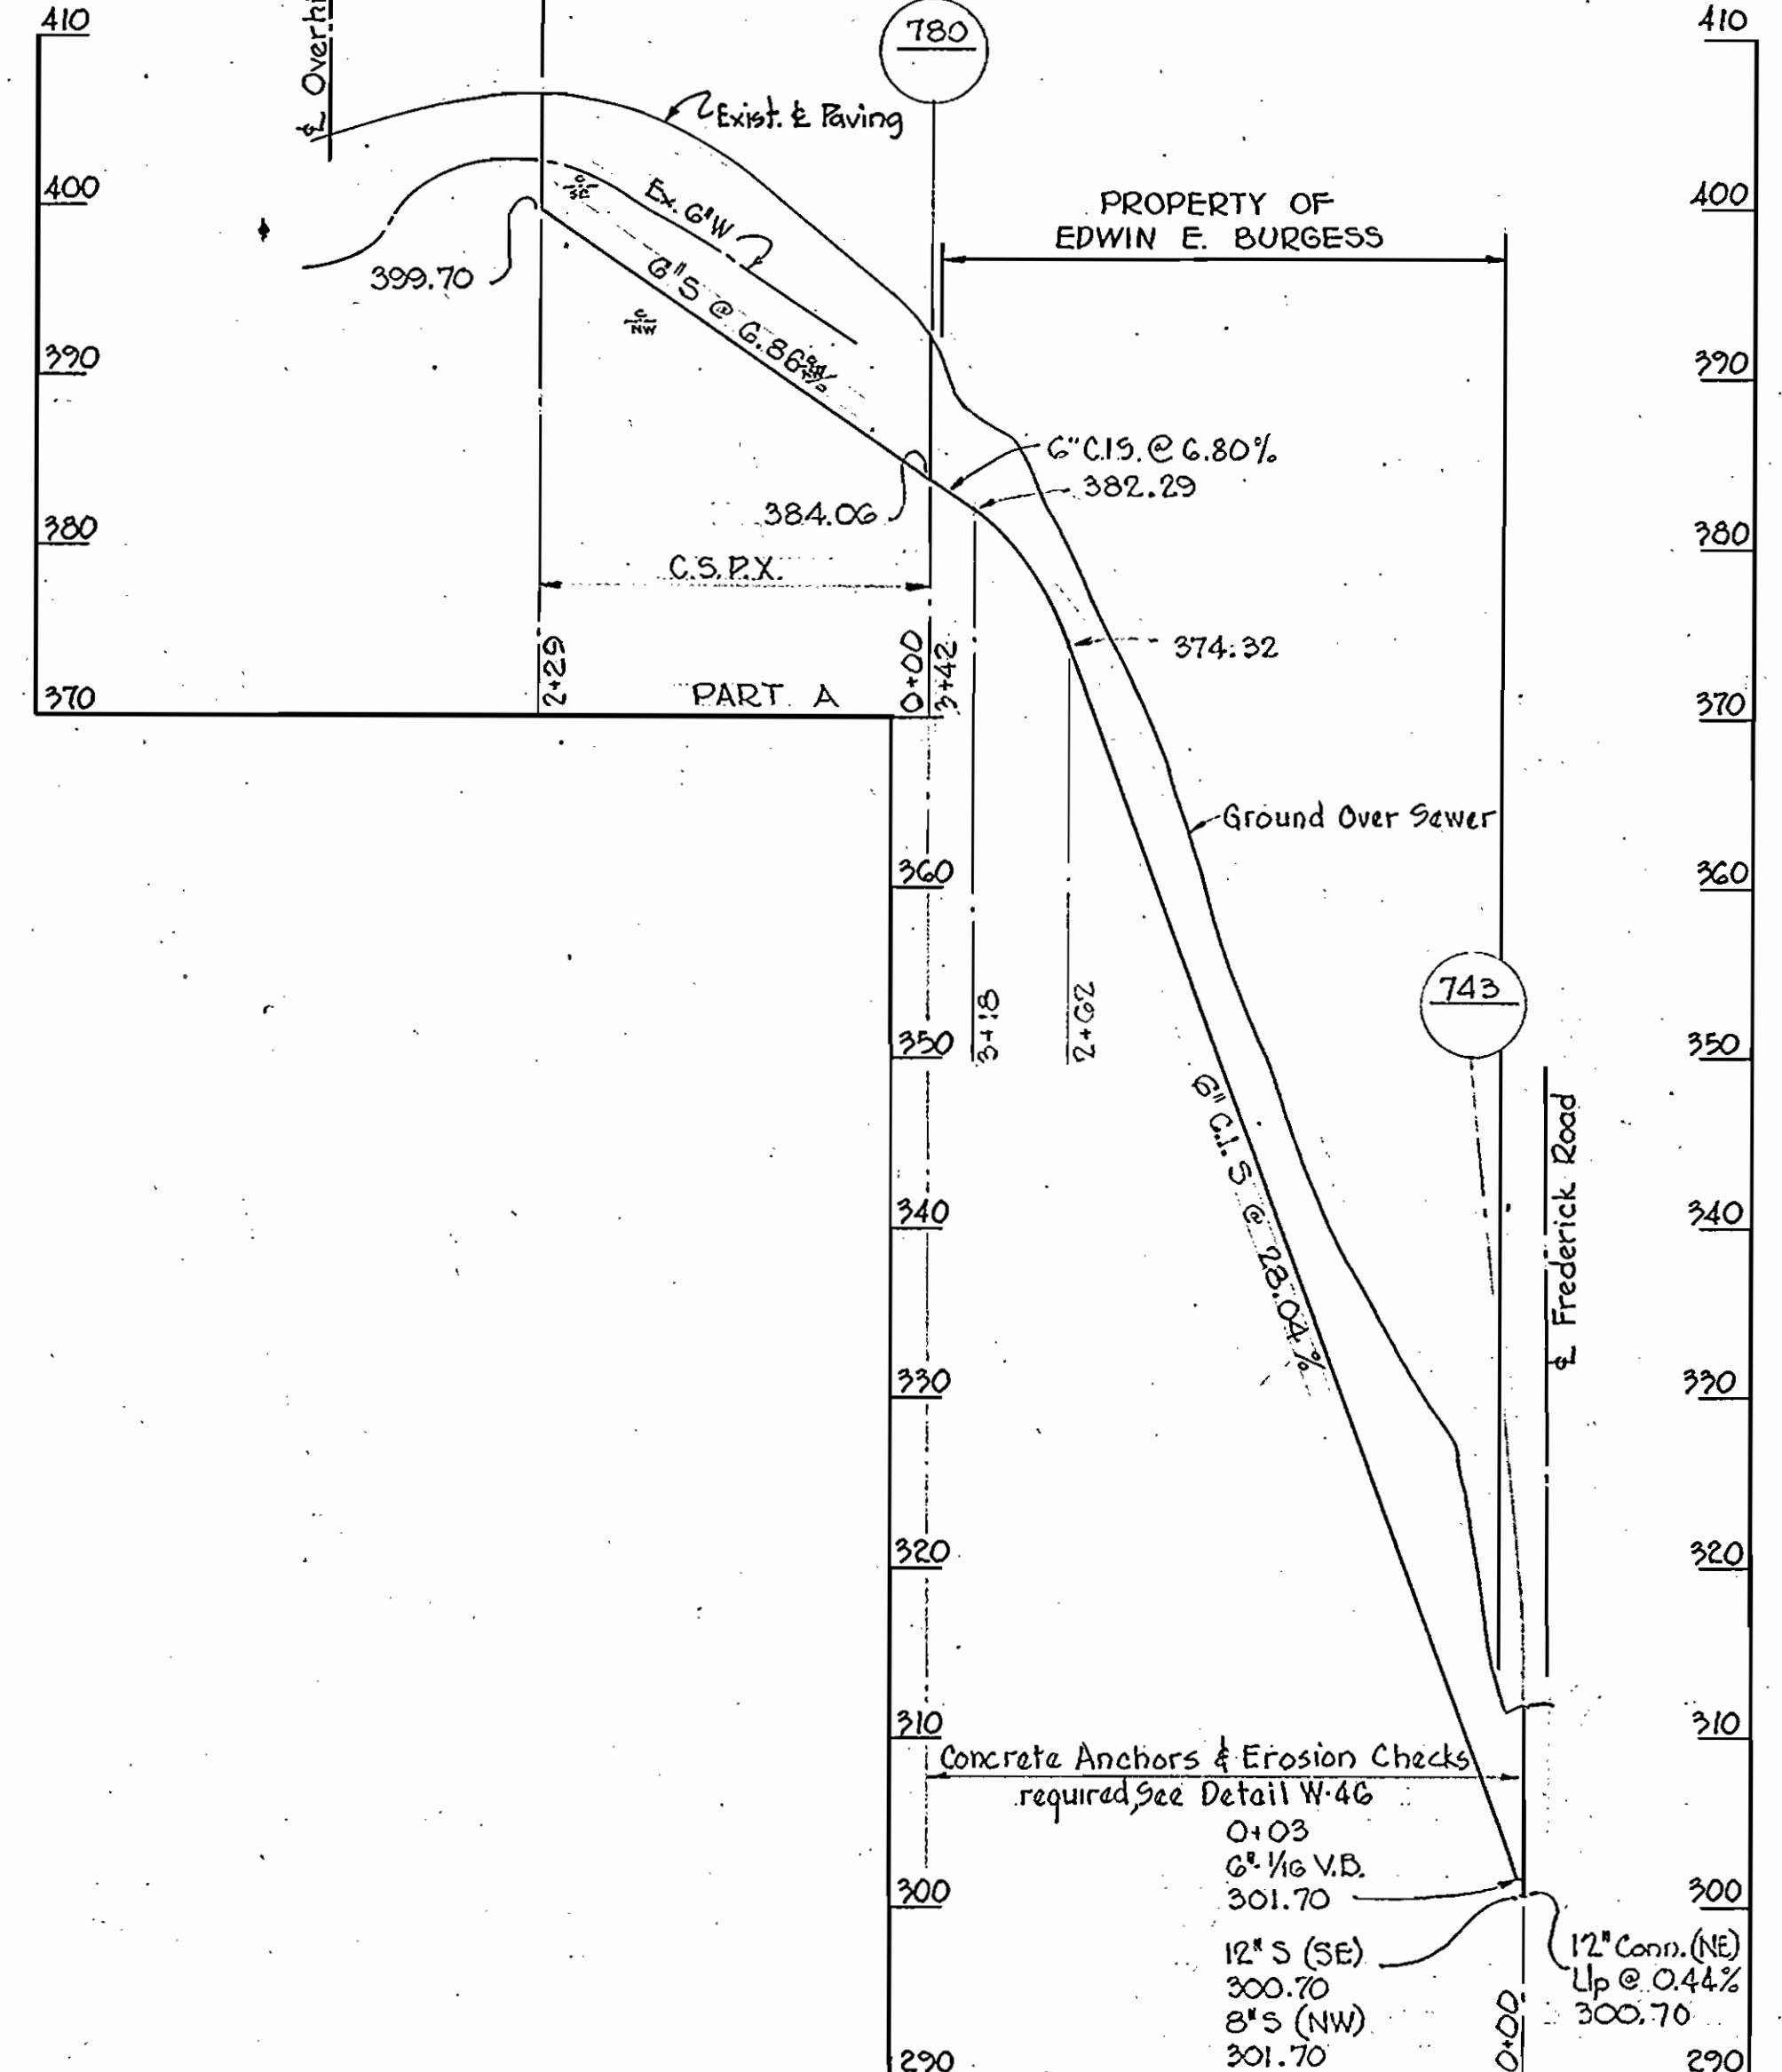 410
℄ Overhi
780
410
Exist. ℄ Paving
400
C/SE
Ex. 6"W
PROPERTY OF
EDWIN E. BURGESS
400
399.70
6"S @ 6.86%
C/NW
390
390
6"C.I.S. @ 6.80%
382.29
384.06
380
380
C.S.P.X.
2+29
0+00
3+42
374.32
370
PART A
370
Ground Over Sewer
360
360
3+18
2+62
743
350
350
6" C.I. S @ 28.04%
℄ Frederick Road
340
340
330
330
320
320
310
310
Concrete Anchors & Erosion Checks
required, See Detail W-46
0+03
6" 1/16 V.B.
301.70
300
300
12" S (SE)
300.70
8" S (NW)
301.70
12" Conn. (NE)
Up @ 0.44%
300.70
0+00
290
290